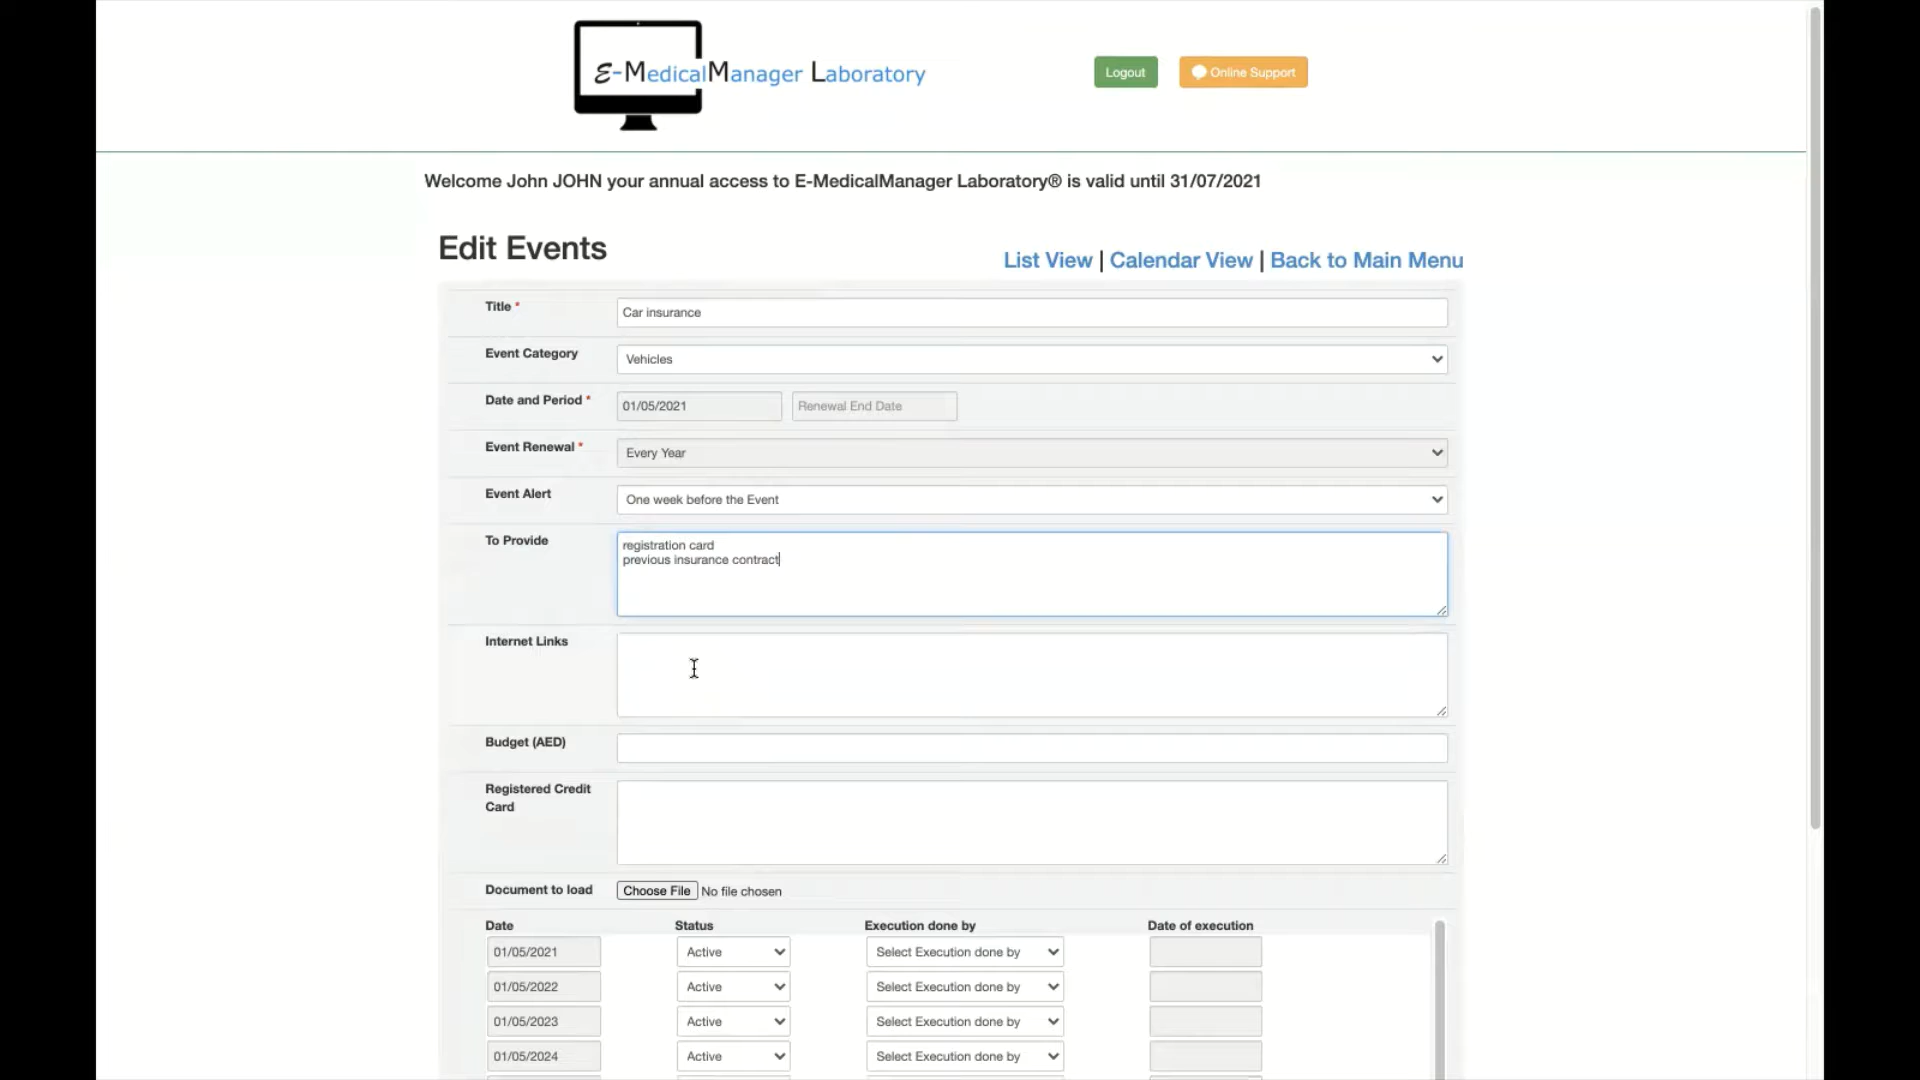 E-MedicalManager Laboratory
Logout
Online Support
Welcome John JOHN your annual access to E-MedicalManager Laboratory® is valid until 31/07/2021
Edit Events
List View | Calendar View | Back to Main Menu
Title *
Car insurance
Event Category
Vehicles
Date and Period *
01/05/2021
Renewal End Date
Event Renewal *
Every Year
Event Alert
One week before the Event
To Provide
registration card
previous insurance contract
Internet Links
Budget (AED)
Registered Credit
Card
Document to load
Choose File No file chosen
Date Status Execution done by Date of execution
01/05/2021 Active Select Execution done by
01/05/2022 Active Select Execution done by
01/05/2023 Active Select Execution done by
01/05/2024 Active Select Execution done by